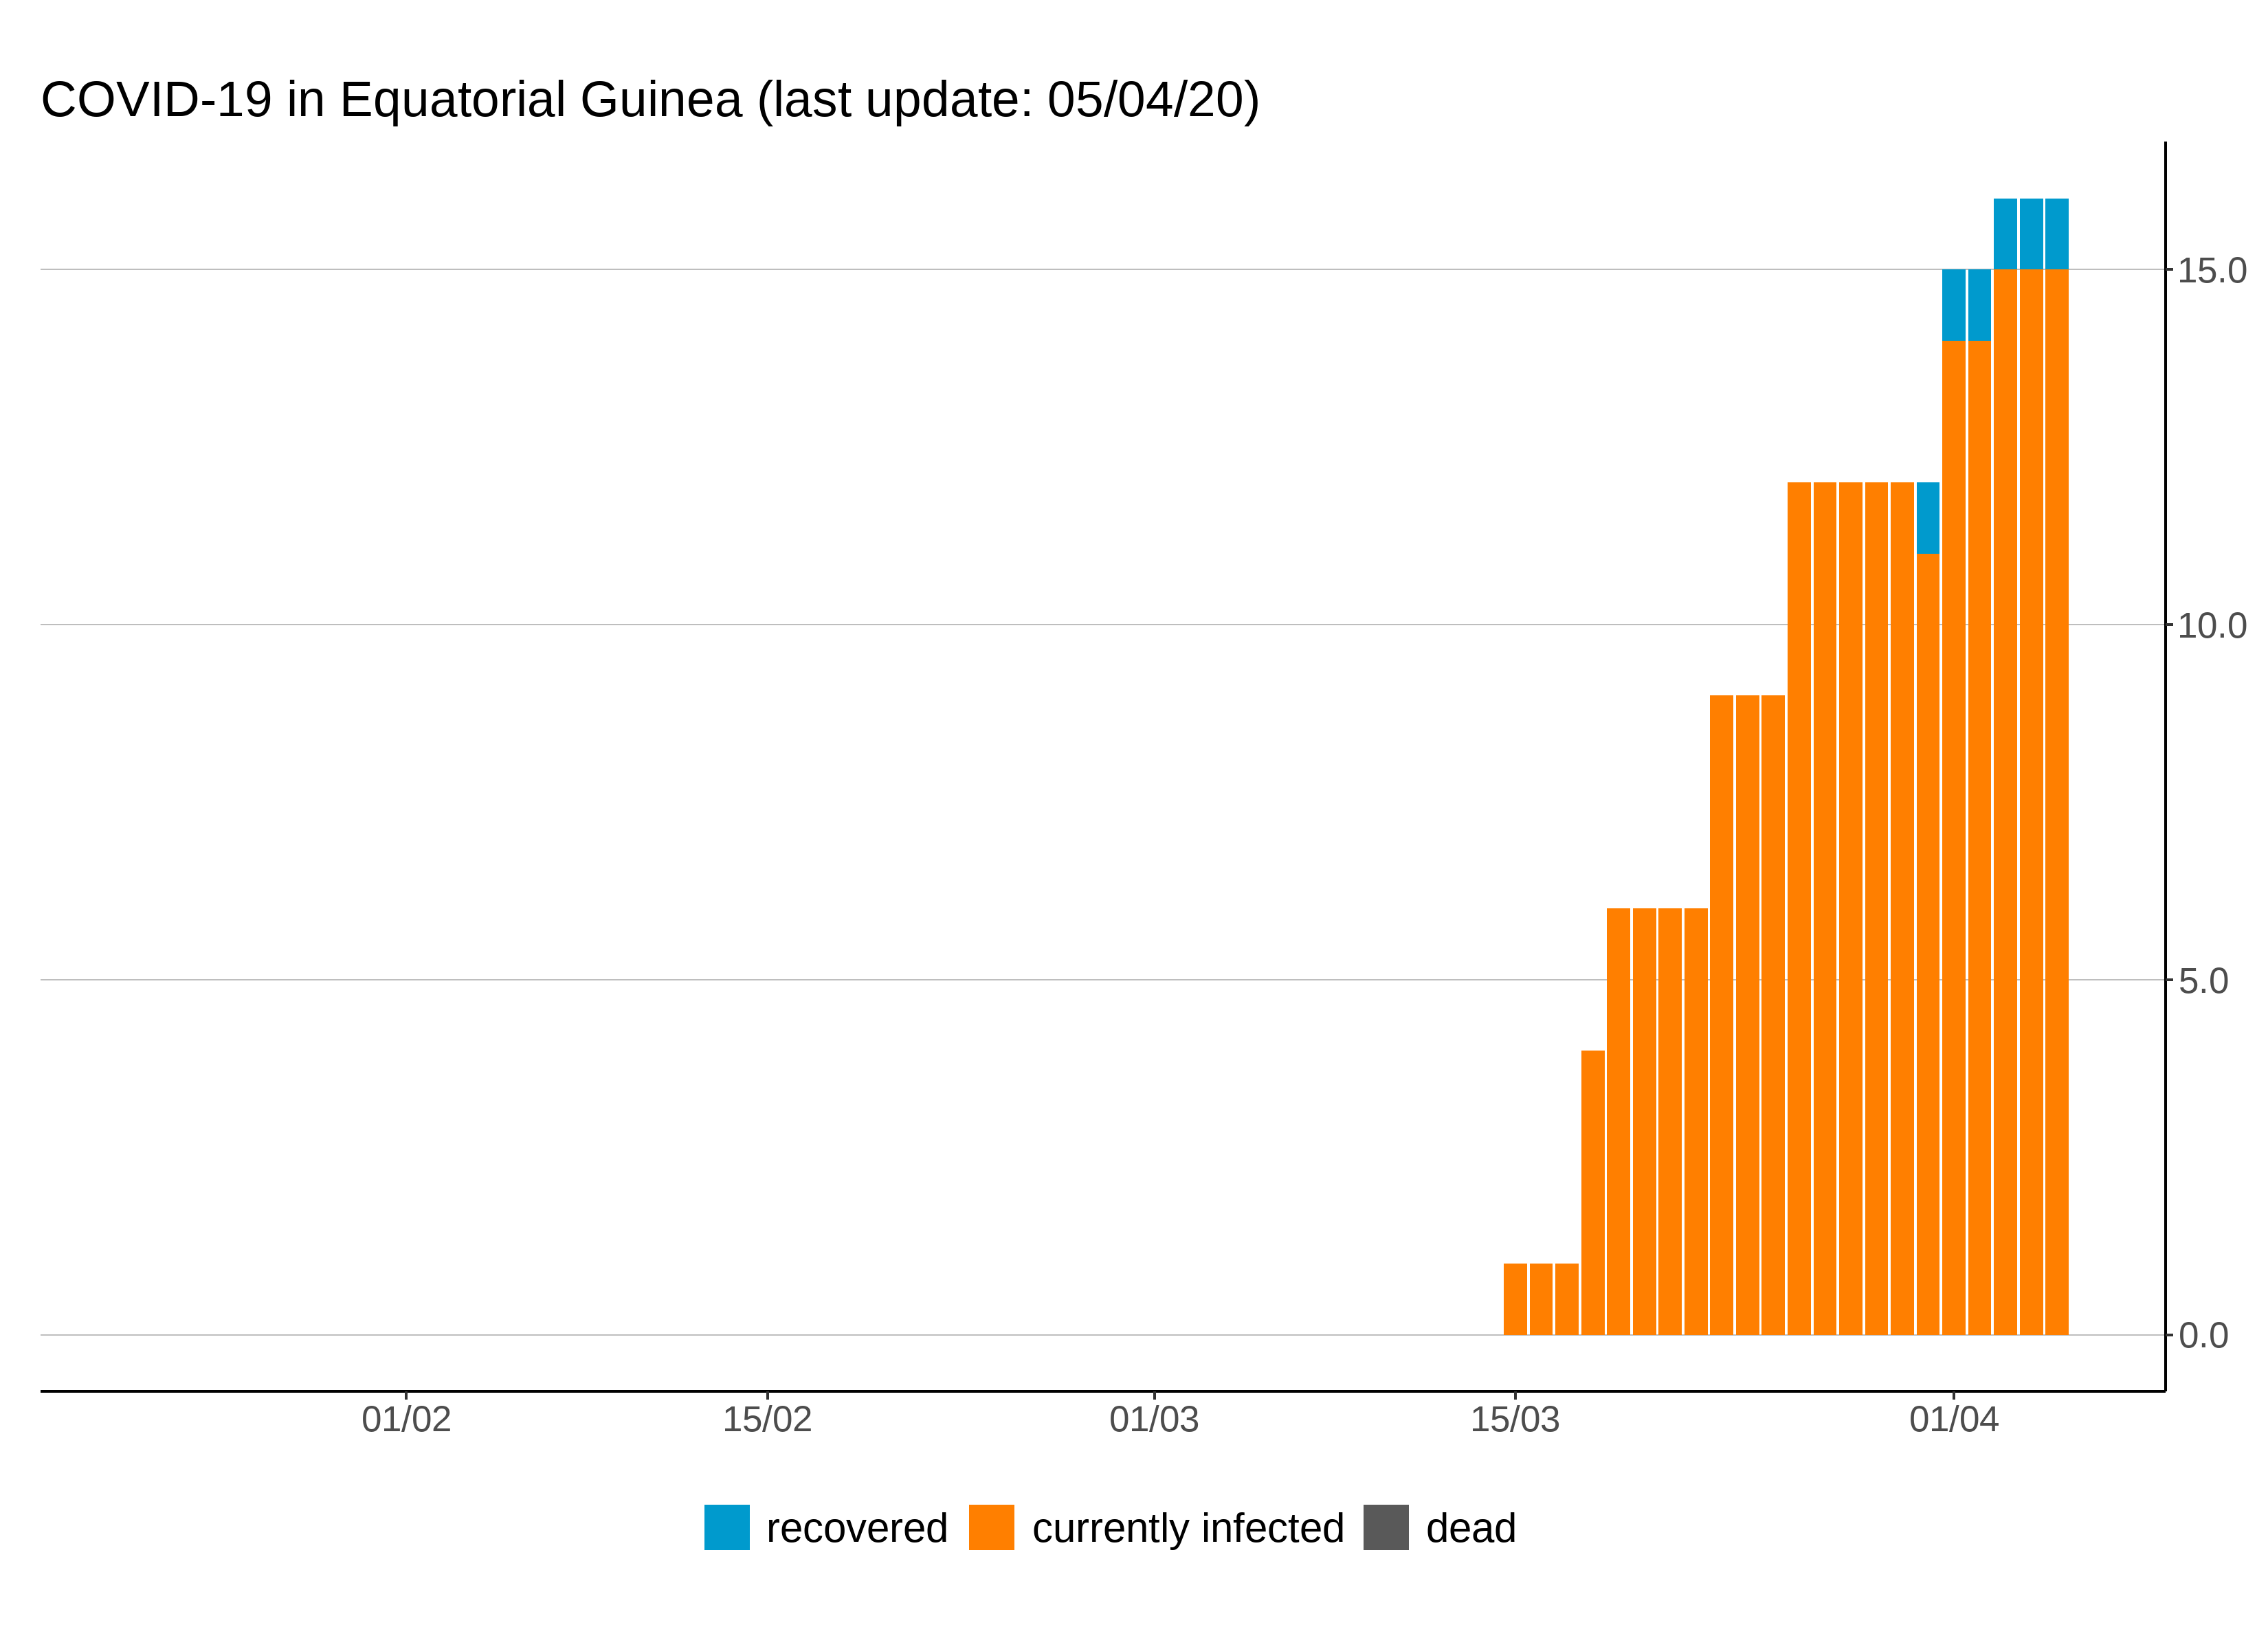 COVID-19 in Equatorial Guinea (last update: 05/04/20)
15.0
10.0
5.0
0.0
01/02 15/02 01/03 15/03 01/04
recovered currently infected dead